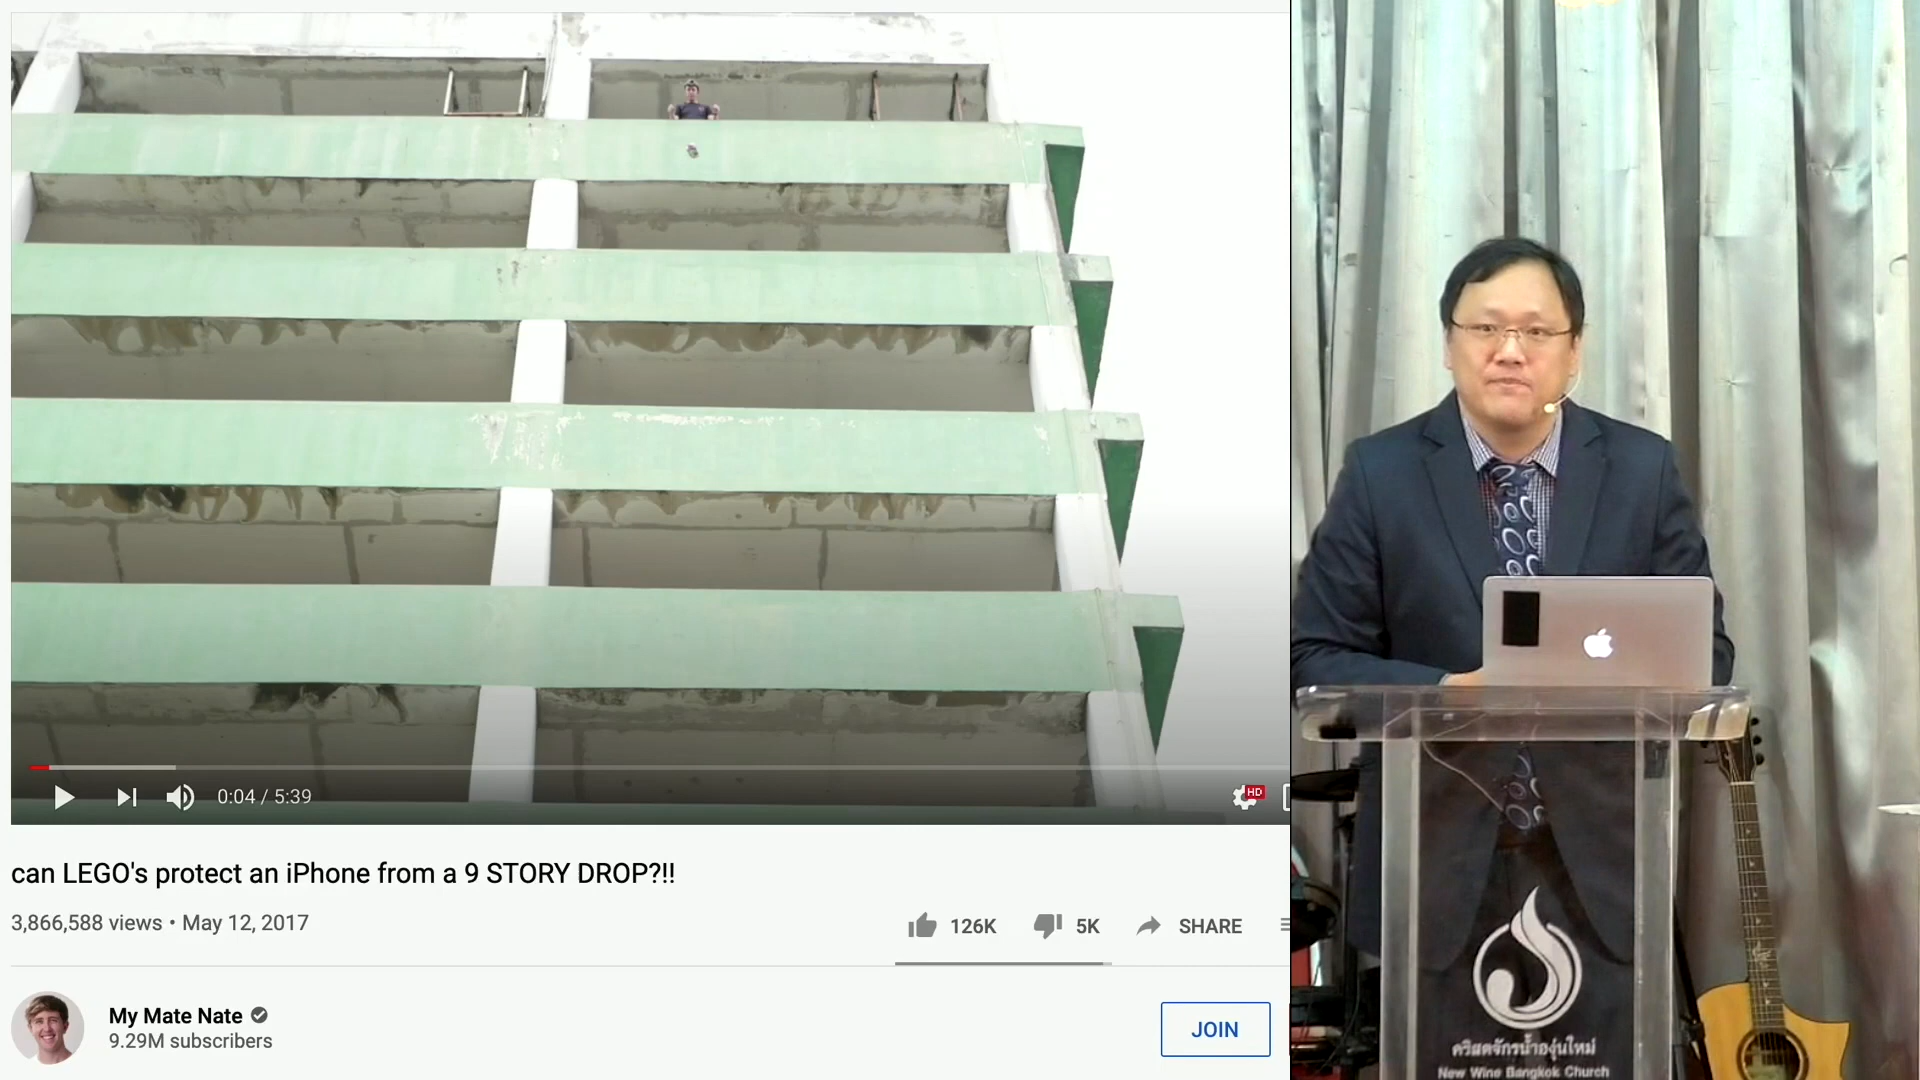 HD
0:04 / 5:39
can LEGO's protect an iPhone from a 9 STORY DROP?!!
3,866,588 views • May 12, 2017
126K
5K
SHARE
My Mate Nate
9.29M subscribers
JOIN
คริสตจักรน้ำองุ่นใหม่
New Wine Bangkok Church